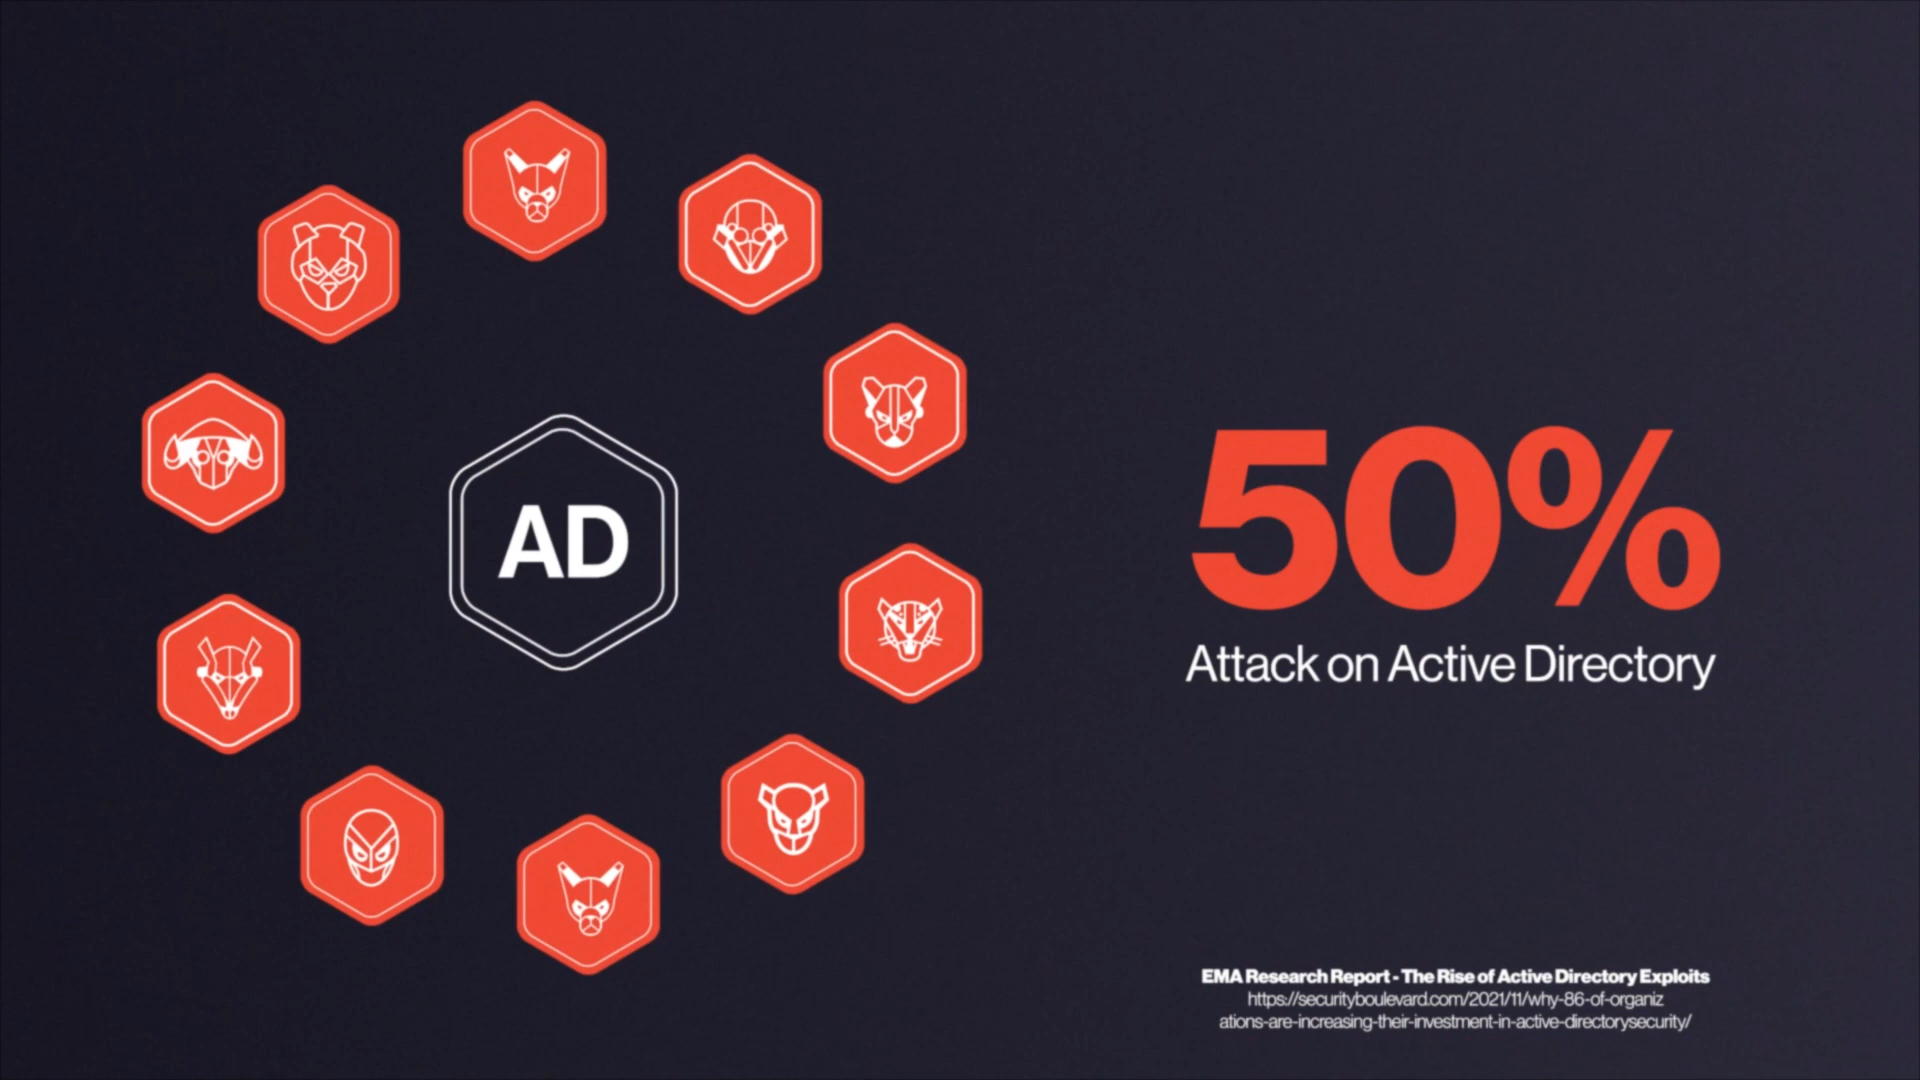 AD
50%
Attack on Active Directory
EMA Research Report - The Rise of Active Directory Exploits
https://securityboulevard.com/2021/11/why-86-of-organiz
ations-are-increasing-their-investment-in-active-directorysecurity/